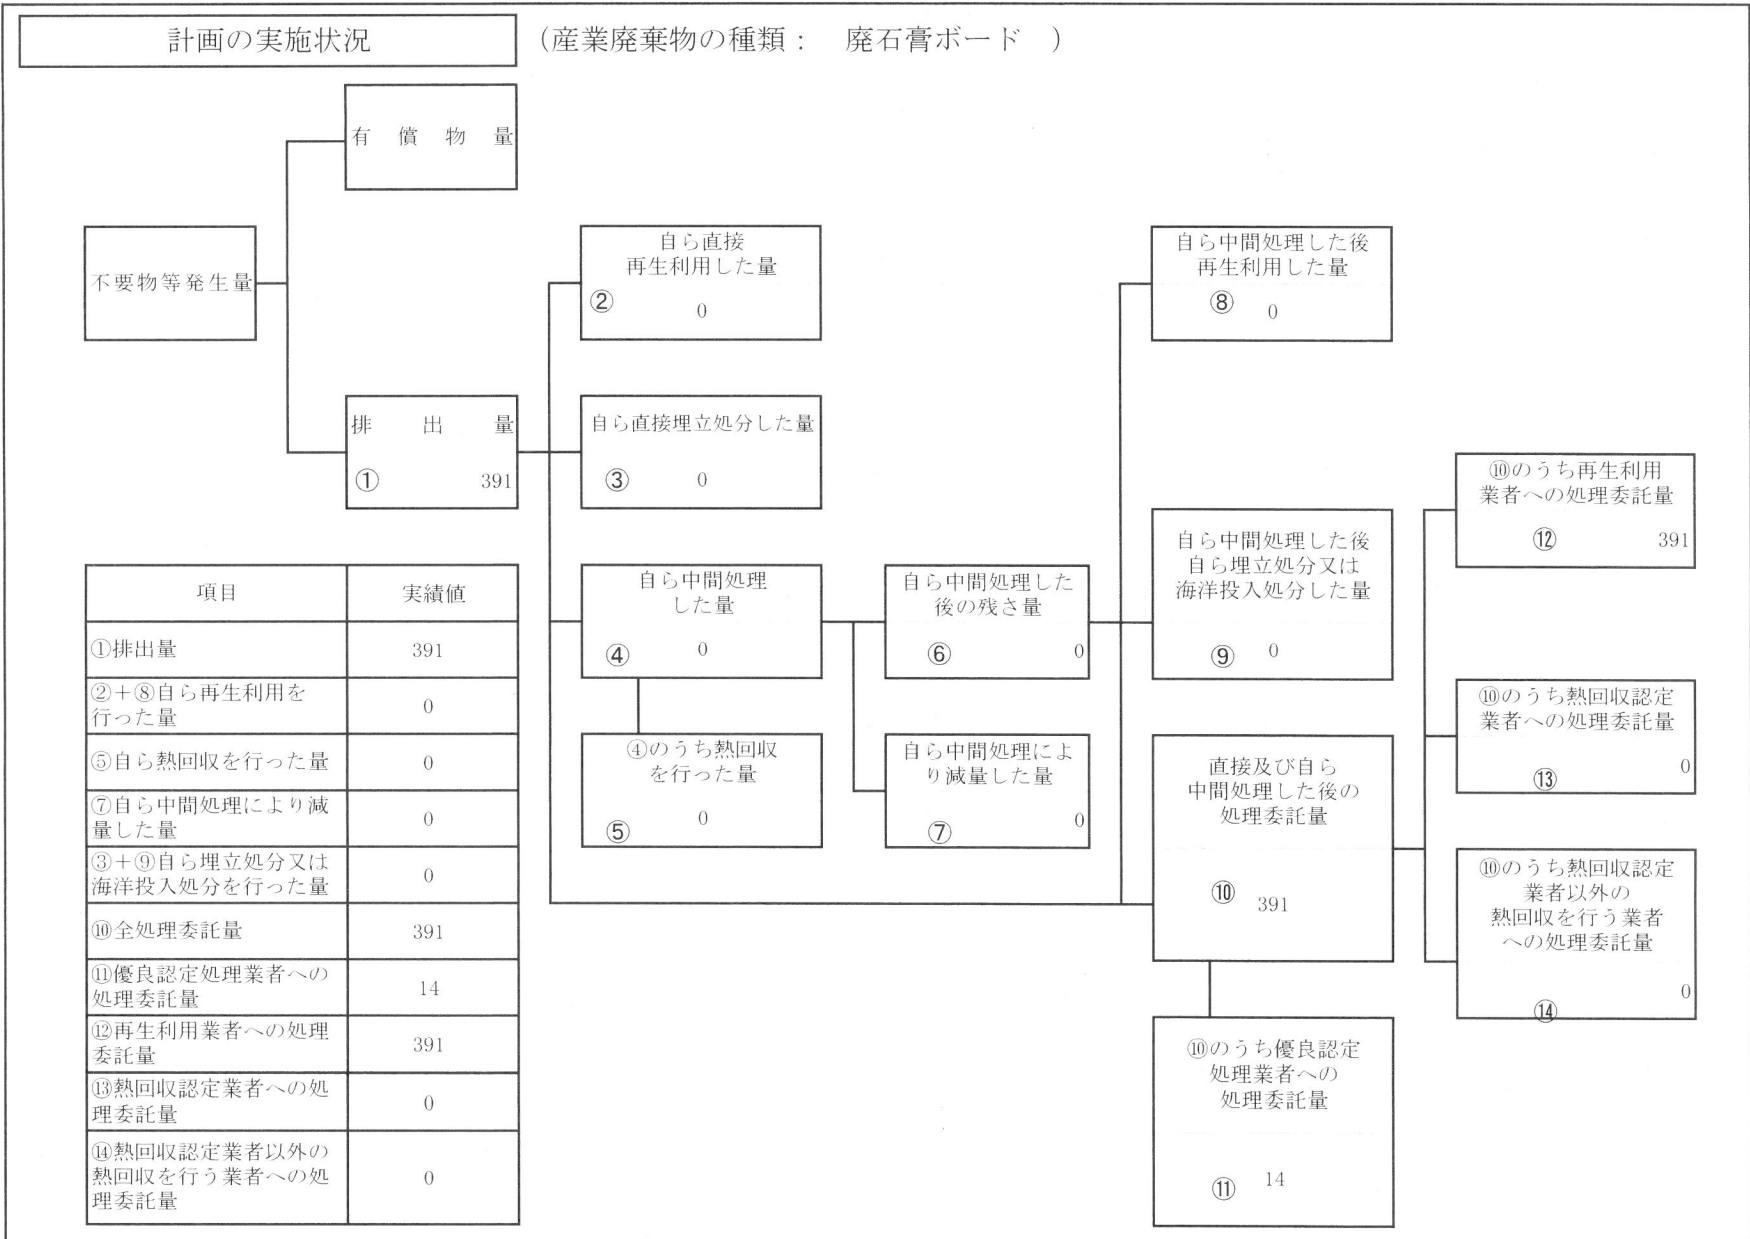 計画の実施状況
(産業廃棄物の種類： 廃石膏ボード )
有償物量
不要物等発生量
排出量
① 391
自ら直接
再生利用した量
② 0
自ら直接埋立処分した量
③ 0
自ら中間処理
した量
④ 0
④のうち熱回収
を行った量
⑤ 0
自ら中間処理した
後の残さ量
⑥ 0
自ら中間処理によ
り減量した量
⑦ 0
自ら中間処理した後
再生利用した量
⑧ 0
自ら中間処理した後
自ら埋立処分又は
海洋投入処分した量
⑨ 0
直接及び自ら
中間処理した後の
処理委託量
⑩ 391
⑩のうち優良認定
処理業者への
処理委託量
⑪ 14
⑩のうち再生利用
業者への処理委託量
⑫ 391
⑩のうち熱回収認定
業者への処理委託量
⑬ 0
⑩のうち熱回収認定
業者以外の
熱回収を行う業者
への処理委託量
⑭ 0
項目 実績値
①排出量 391
②＋⑧自ら再生利用を
行った量 0
⑤自ら熱回収を行った量 0
⑦自ら中間処理により減
量した量 0
③＋⑨自ら埋立処分又は
海洋投入処分を行った量 0
⑩全処理委託量 391
⑪優良認定処理業者への
処理委託量 14
⑫再生利用業者への処理
委託量 391
⑬熱回収認定業者への処
理委託量 0
⑭熱回収認定業者以外の
熱回収を行う業者への処
理委託量 0